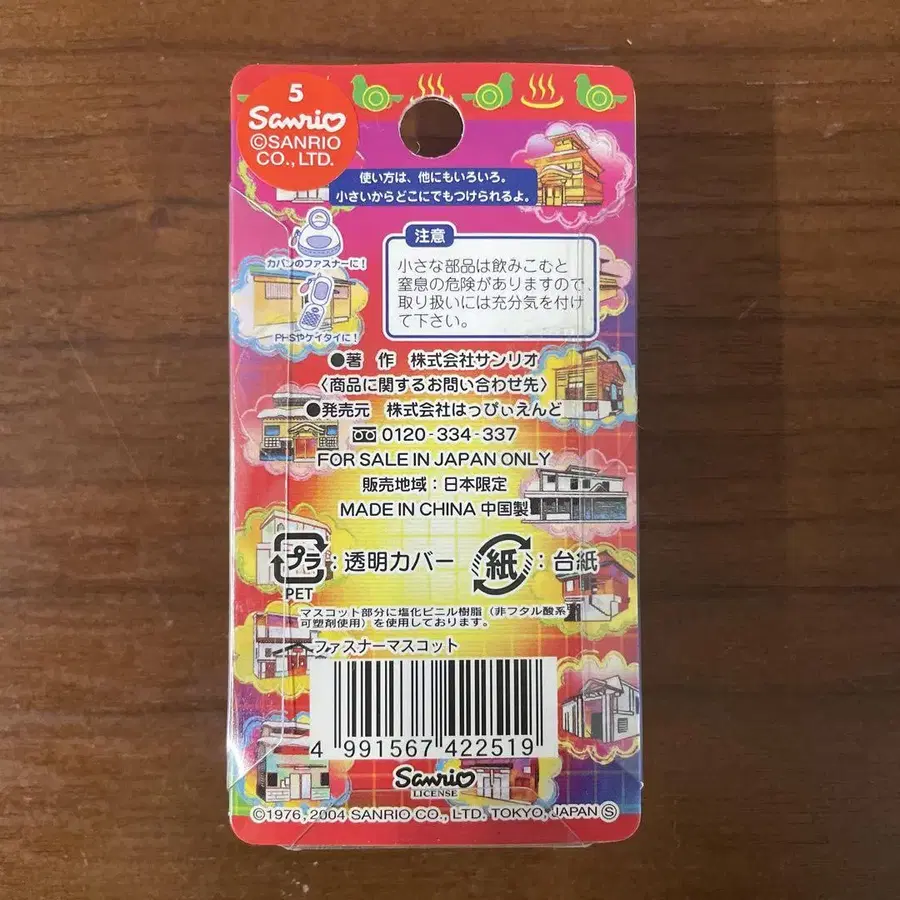 5
Sanrio
©SANRIO
CO., LTD.
使い方は、他にもいろいろ。
小さいからどこにでもつけられるよ。
カバンのファスナーに!
PHSやケイタイに!
注意
小さな部品は飲みこむと
窒息の危険がありますので、
取り扱いには充分気を付け
て下さい。
●著 作 株式会社サンリオ
〈商品に関するお問い合わせ先〉
●発売元 株式会社はっぴぃえんど
0120-334-337
FOR SALE IN JAPAN ONLY
販売地域:日本限定
MADE IN CHINA 中国製
プラ:透明カバー 紙:台紙
PET
マスコット部分に塩化ビニル樹脂(非フタル酸系
可塑剤使用)を使用しております。
ファスナーマスコット
4 991567 422519
Sanrio
LICENSE
©1976, 2004 SANRIO CO., LTD. TOKYO, JAPAN Ⓢ